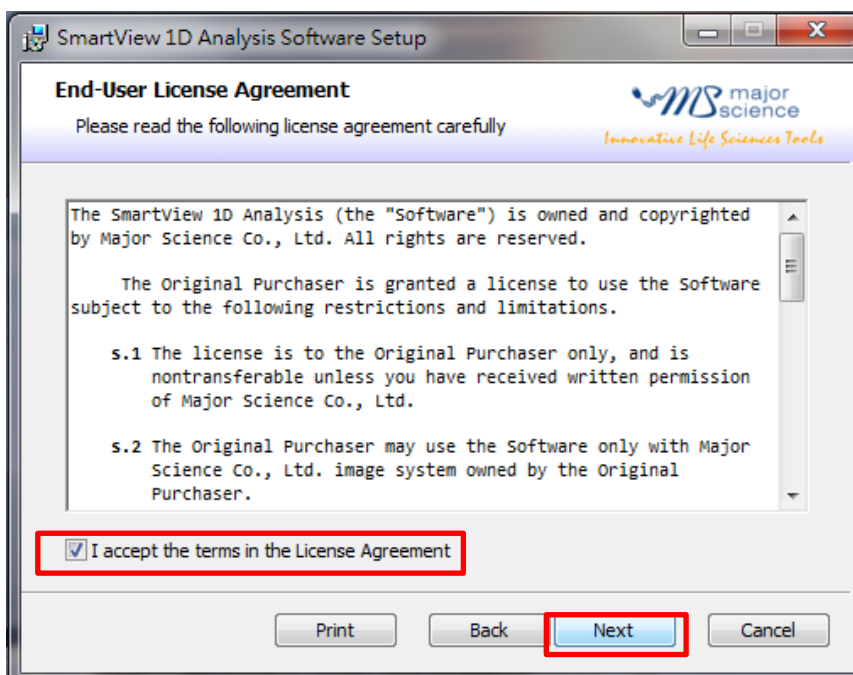 SmartView 1D Analysis Software Setup
End-User License Agreement
Please read the following license agreement carefully
MS major
science
Innovative Life Sciences Tools
The SmartView 1D Analysis (the "Software") is owned and copyrighted
by Major Science Co., Ltd. All rights are reserved.
The Original Purchaser is granted a license to use the Software
subject to the following restrictions and limitations.
s.1 The license is to the Original Purchaser only, and is
nontransferable unless you have received written permission
of Major Science Co., Ltd.
s.2 The Original Purchaser may use the Software only with Major
Science Co., Ltd. image system owned by the Original
Purchaser.
I accept the terms in the License Agreement
Print Back Next Cancel